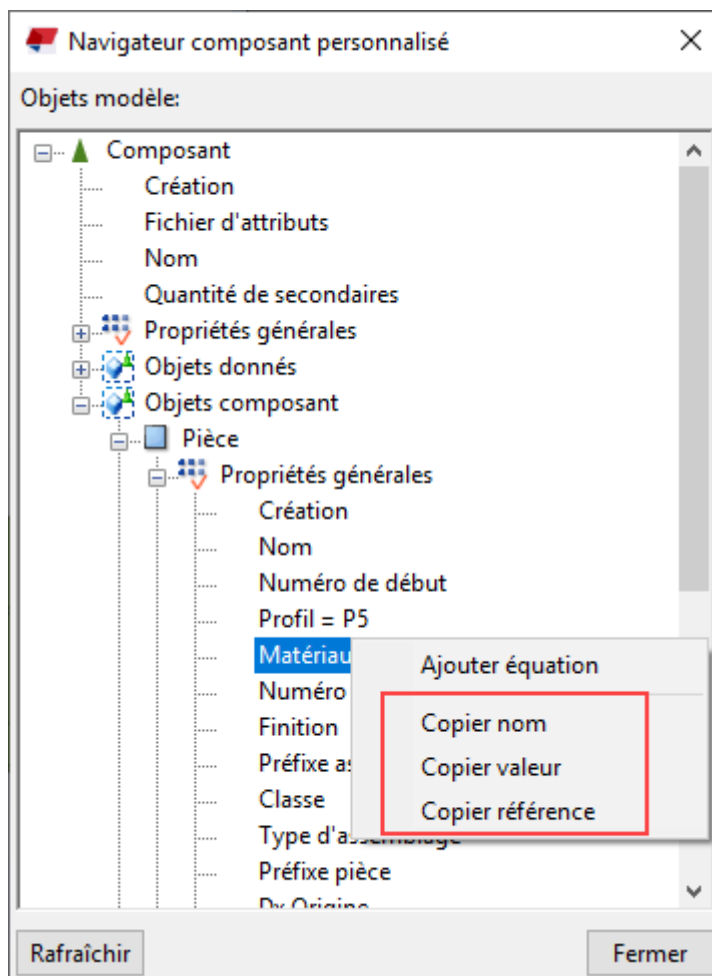 Navigateur composant personnalisé
Objets modèle:
Composant
Création
Fichier d'attributs
Nom
Quantité de secondaires
Propriétés générales
Objets donnés
Objets composant
Pièce
Propriétés générales
Création
Nom
Numéro de début
Profil = P5
Matériau
Ajouter équation
Numéro
Copier nom
Finition
Préfixe as
Copier valeur
Classe
Copier référence
Type d'assemblage
Préfixe pièce
Dx Origine
Rafraîchir
Fermer